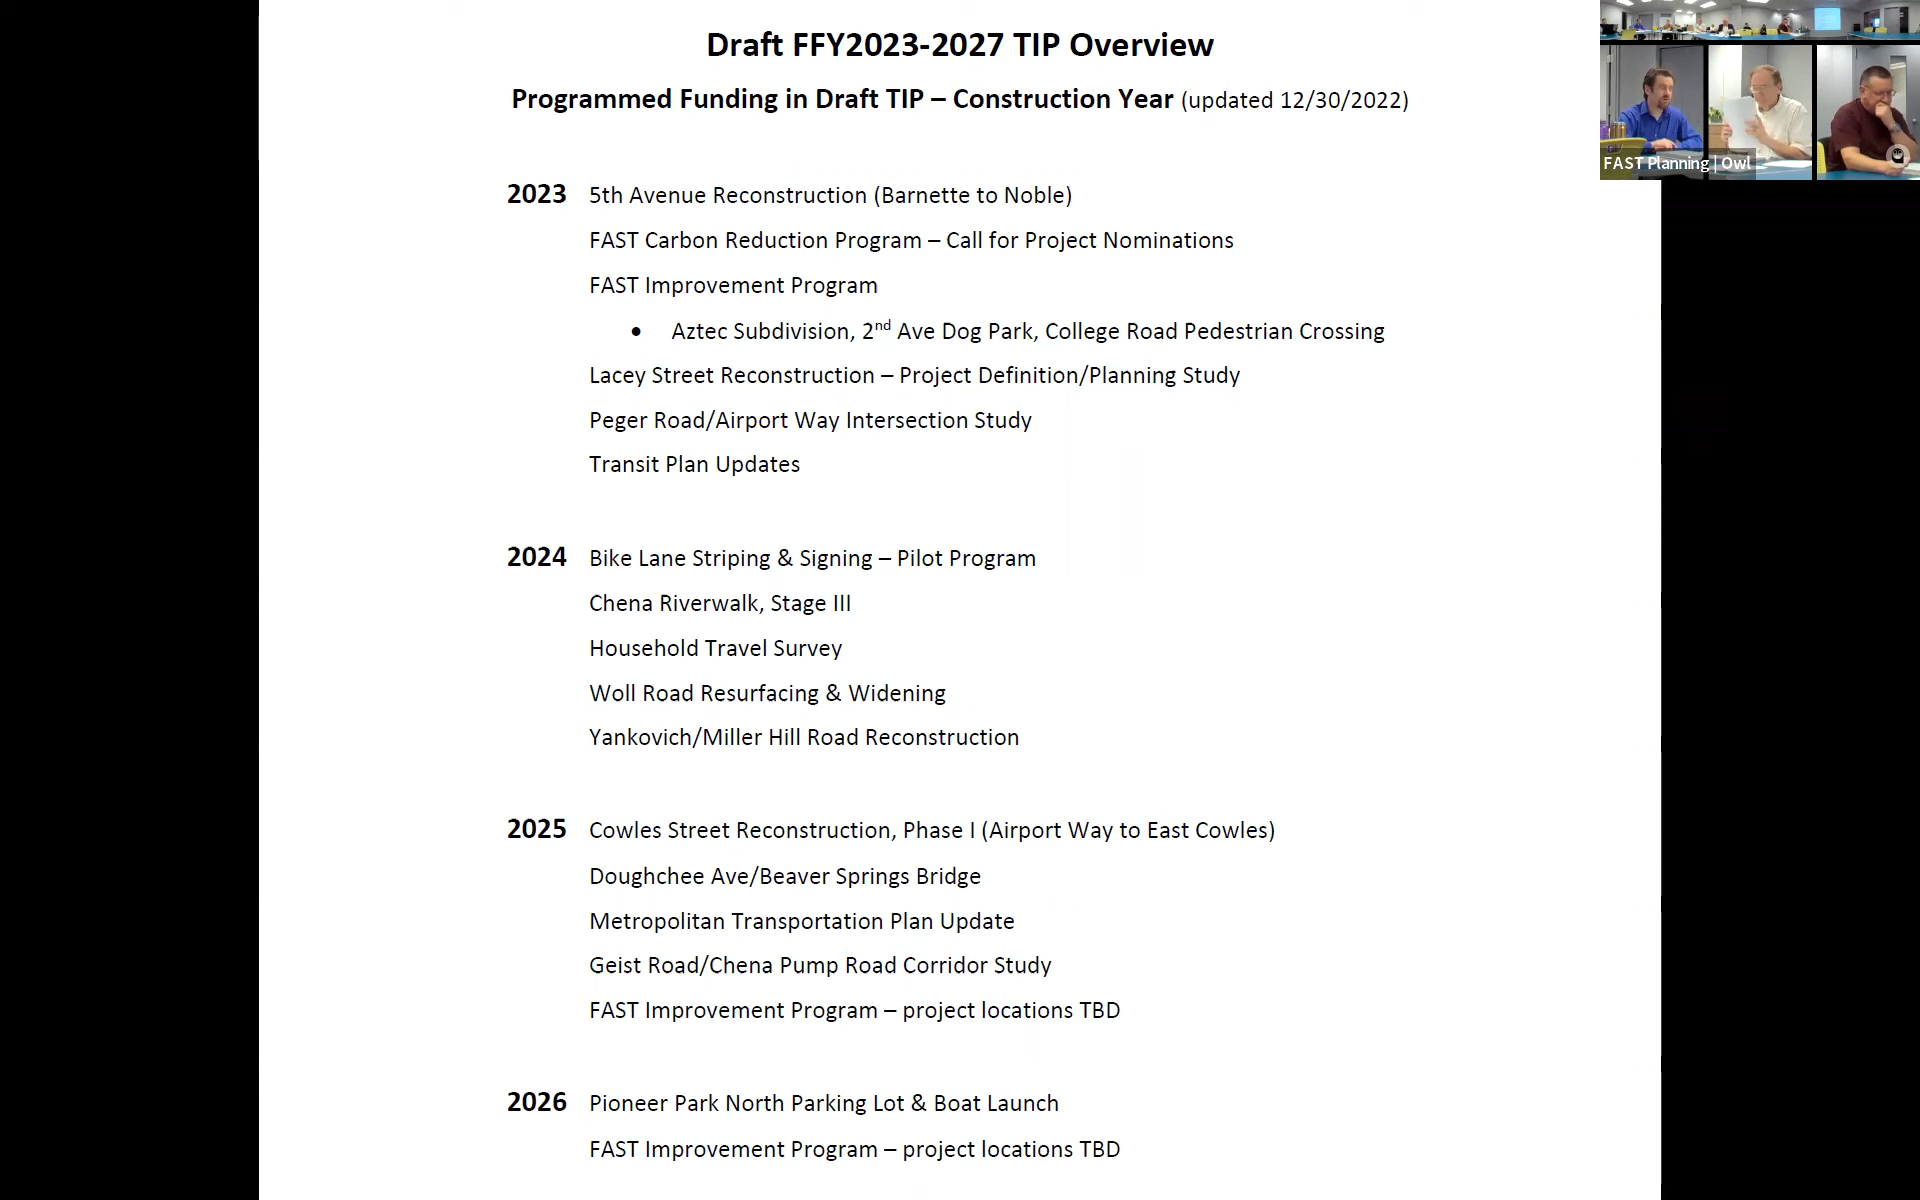 Draft FFY2023-2027 TIP Overview
Programmed Funding in Draft TIP – Construction Year (updated 12/30/2022)
FAST Planning | Owl
2023 5th Avenue Reconstruction (Barnette to Noble)
FAST Carbon Reduction Program – Call for Project Nominations
FAST Improvement Program
• Aztec Subdivision, 2nd Ave Dog Park, College Road Pedestrian Crossing
Lacey Street Reconstruction – Project Definition/Planning Study
Peger Road/Airport Way Intersection Study
Transit Plan Updates
2024 Bike Lane Striping & Signing – Pilot Program
Chena Riverwalk, Stage III
Household Travel Survey
Woll Road Resurfacing & Widening
Yankovich/Miller Hill Road Reconstruction
2025 Cowles Street Reconstruction, Phase I (Airport Way to East Cowles)
Doughchee Ave/Beaver Springs Bridge
Metropolitan Transportation Plan Update
Geist Road/Chena Pump Road Corridor Study
FAST Improvement Program – project locations TBD
2026 Pioneer Park North Parking Lot & Boat Launch
FAST Improvement Program – project locations TBD